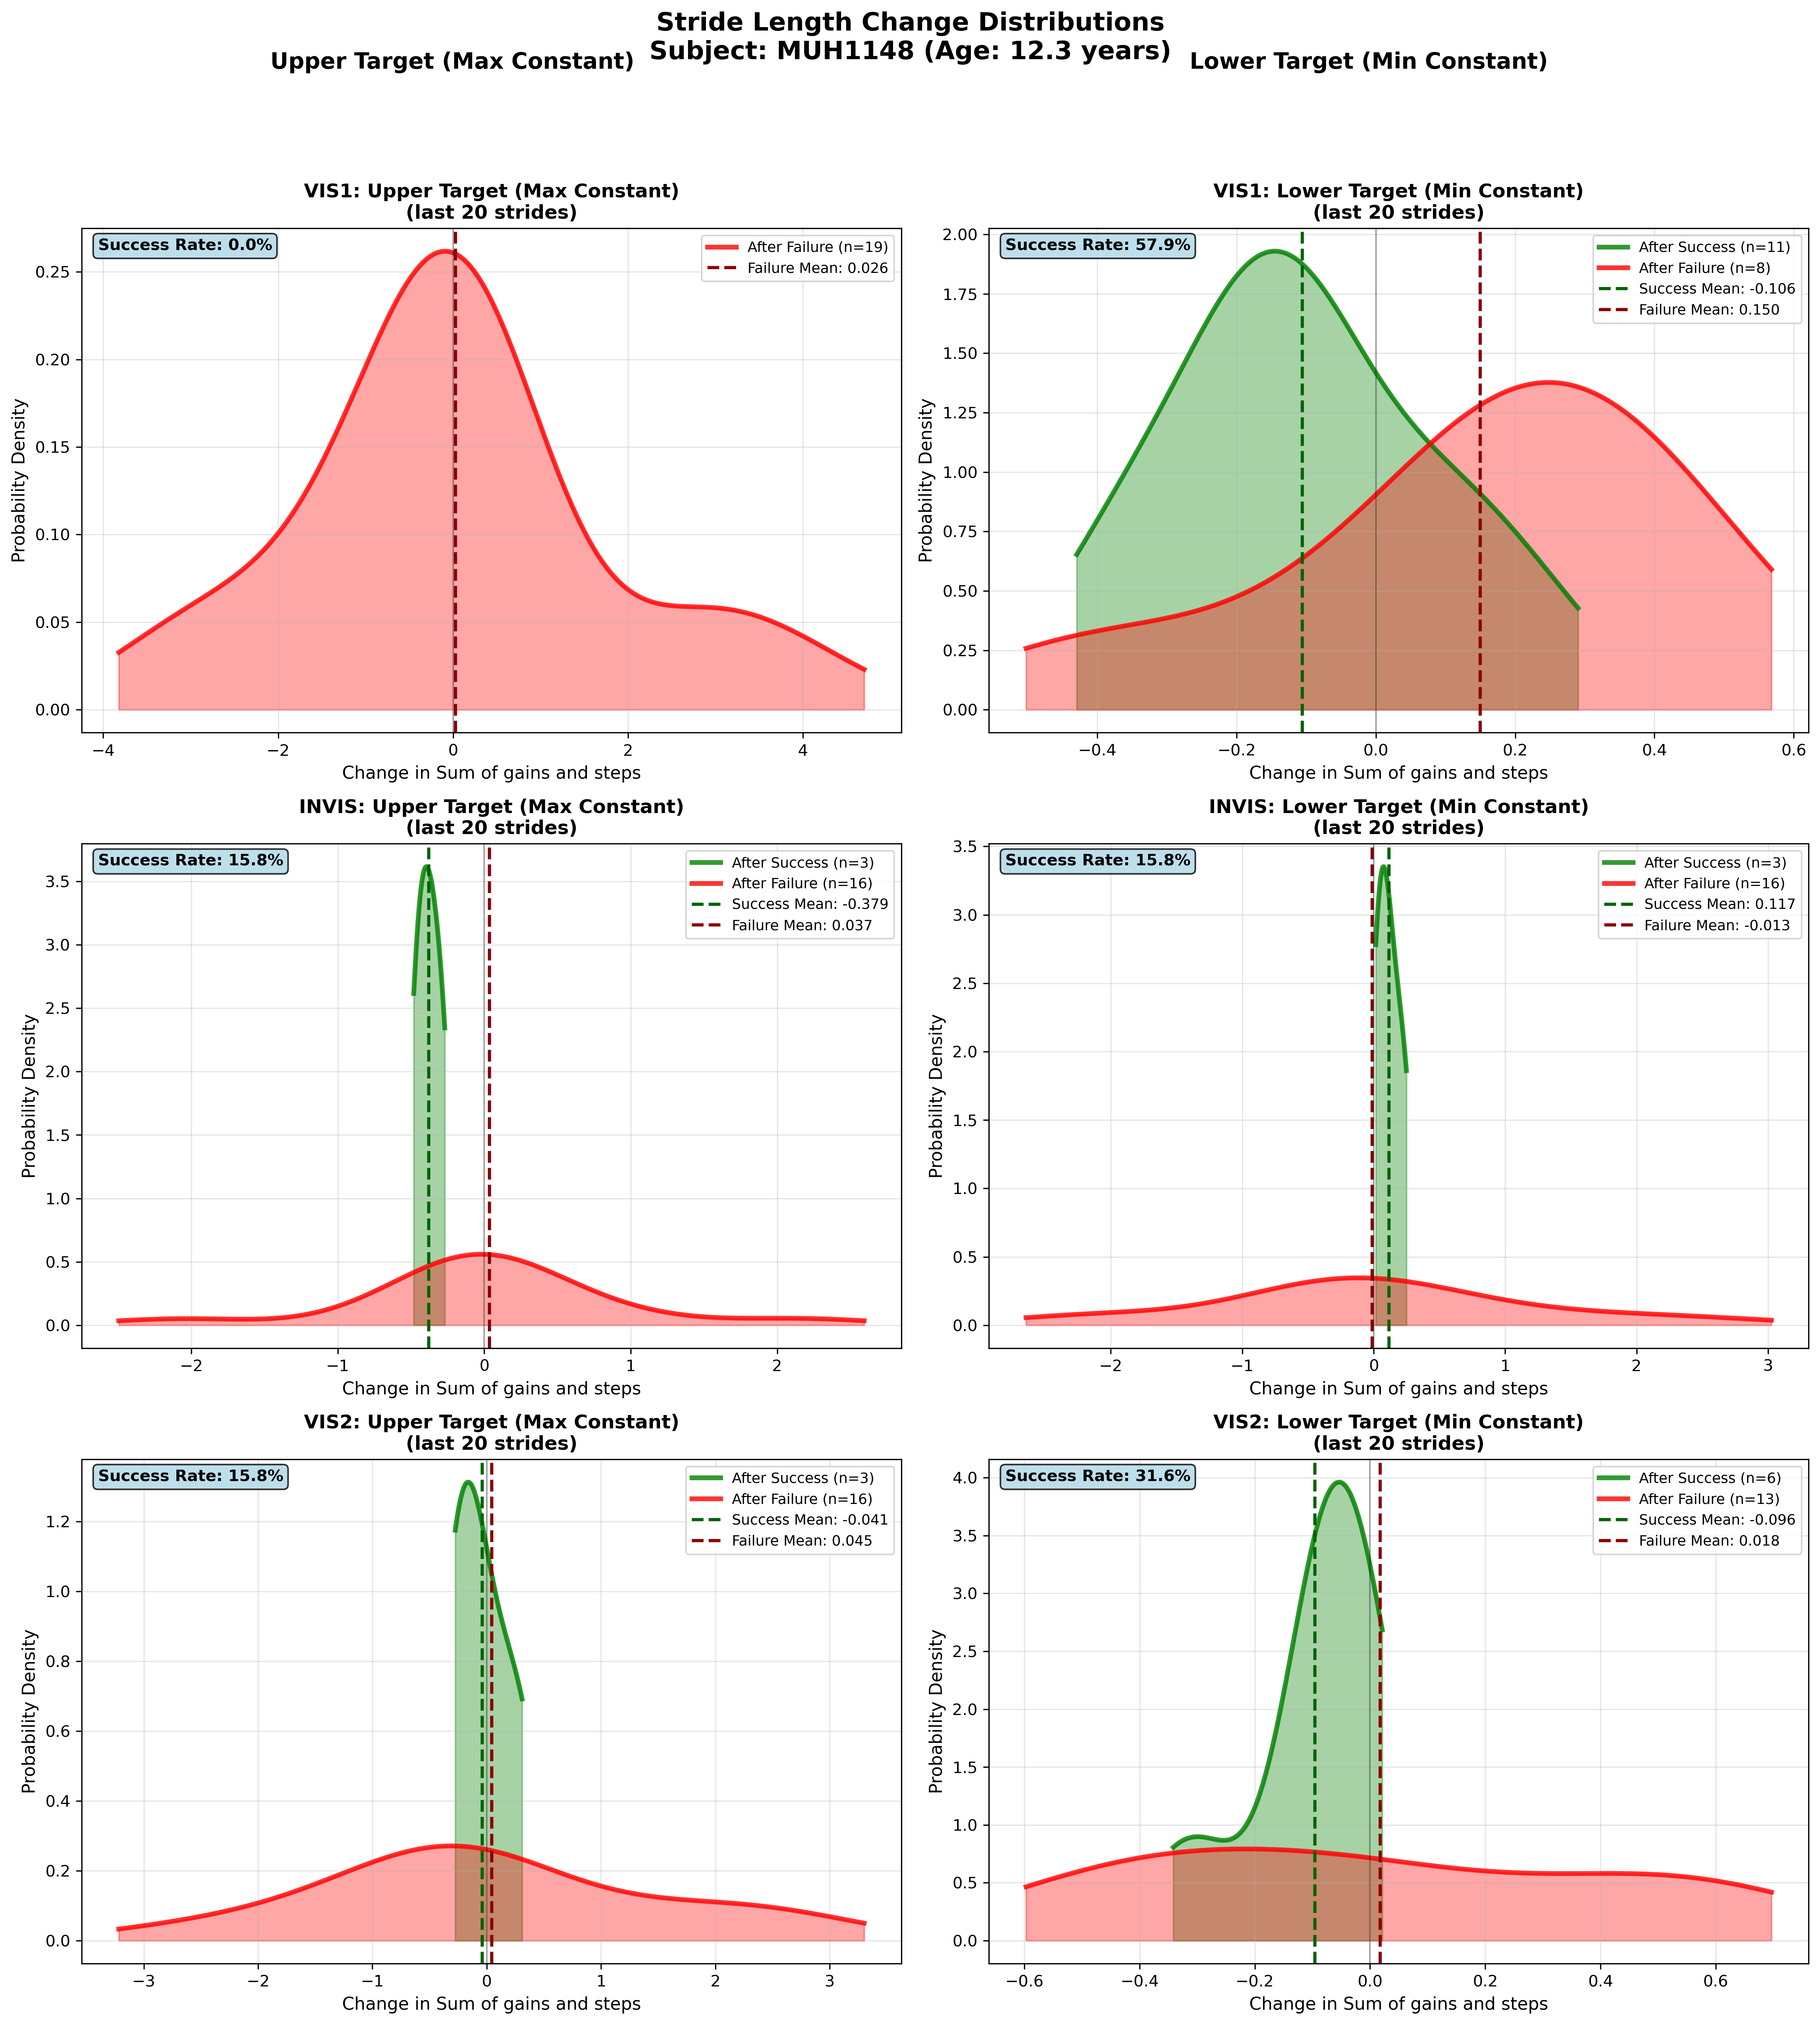 Stride Length Change Distributions
Subject: MUH1148 (Age: 12.3 years)
Upper Target (Max Constant)
Lower Target (Min Constant)
VIS1: Upper Target (Max Constant)
(last 20 strides)
Success Rate: 0.0%
After Failure (n=19)
Failure Mean: 0.026
Probability Density
0.25
0.20
0.15
0.10
0.05
0.00
−4 −2 0 2 4
Change in Sum of gains and steps
VIS1: Lower Target (Min Constant)
(last 20 strides)
Success Rate: 57.9%
After Success (n=11)
After Failure (n=8)
Success Mean: -0.106
Failure Mean: 0.150
Probability Density
2.00
1.75
1.50
1.25
1.00
0.75
0.50
0.25
0.00
−0.4 −0.2 0.0 0.2 0.4 0.6
Change in Sum of gains and steps
INVIS: Upper Target (Max Constant)
(last 20 strides)
Success Rate: 15.8%
After Success (n=3)
After Failure (n=16)
Success Mean: -0.379
Failure Mean: 0.037
Probability Density
3.5
3.0
2.5
2.0
1.5
1.0
0.5
0.0
−2 −1 0 1 2
Change in Sum of gains and steps
INVIS: Lower Target (Min Constant)
(last 20 strides)
Success Rate: 15.8%
After Success (n=3)
After Failure (n=16)
Success Mean: 0.117
Failure Mean: -0.013
Probability Density
3.5
3.0
2.5
2.0
1.5
1.0
0.5
0.0
−2 −1 0 1 2 3
Change in Sum of gains and steps
VIS2: Upper Target (Max Constant)
(last 20 strides)
Success Rate: 15.8%
After Success (n=3)
After Failure (n=16)
Success Mean: -0.041
Failure Mean: 0.045
Probability Density
1.2
1.0
0.8
0.6
0.4
0.2
0.0
−3 −2 −1 0 1 2 3
Change in Sum of gains and steps
VIS2: Lower Target (Min Constant)
(last 20 strides)
Success Rate: 31.6%
After Success (n=6)
After Failure (n=13)
Success Mean: -0.096
Failure Mean: 0.018
Probability Density
4.0
3.5
3.0
2.5
2.0
1.5
1.0
0.5
0.0
−0.6 −0.4 −0.2 0.0 0.2 0.4 0.6
Change in Sum of gains and steps